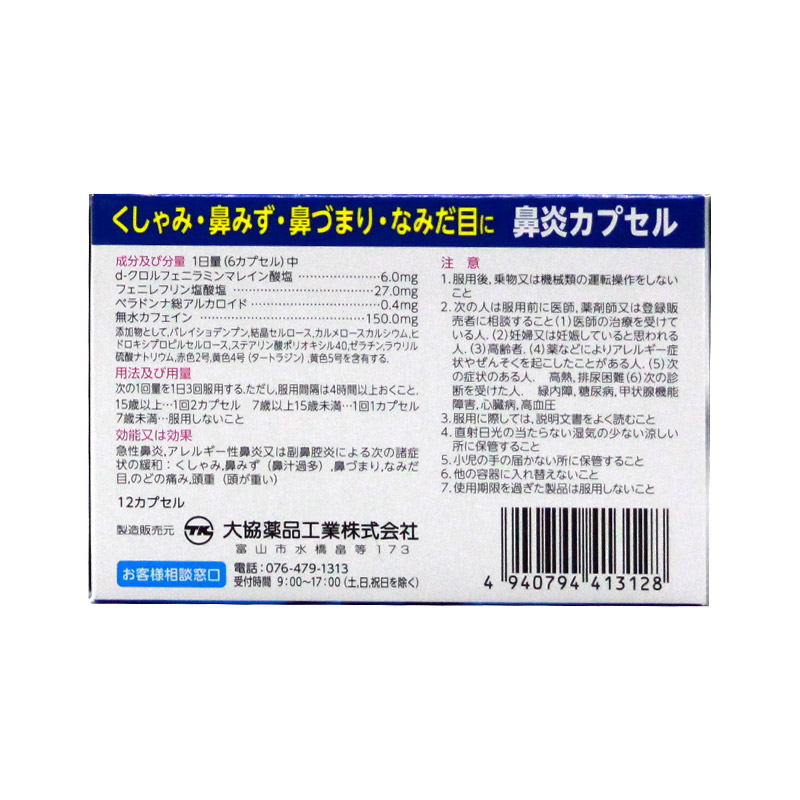 くしゃみ・鼻みず・鼻づまり・なみだ目に 鼻炎カプセル
成分及び分量 1日量(6カプセル)中
d-クロルフェニラミンマレイン酸塩 ……………… 6.0mg
フェニレフリン塩酸塩 ……………………………… 27.0mg
ベラドンナ総アルカロイド ………………………… 0.4mg
無水カフェイン …………………………………… 150.0mg
添加物として、バレイショデンプン、結晶セルロース、カルメロースカルシウム、ヒ
ドロキシプロピルセルロース、ステアリン酸ポリオキシル40、ゼラチン、ラウリル
硫酸ナトリウム、赤色2号、黄色4号(タートラジン)、黄色5号を含有する。
用法及び用量
次の1回量を1日3回服用する。ただし、服用間隔は4時間以上おくこと。
15歳以上…1回2カプセル 7歳以上15歳未満…1回1カプセル
7歳未満…服用しないこと
効能又は効果
急性鼻炎、アレルギー性鼻炎又は副鼻腔炎による次の諸症
状の緩和:くしゃみ、鼻みず(鼻汁過多)、鼻づまり、なみだ
目、のどの痛み、頭重(頭が重い)
12カプセル
製造販売元 TK 大協薬品工業株式会社
富山市水橋畠等173
お客様相談窓口 電話:076-479-1313
受付時間 9:00〜17:00(土,日,祝日を除く)
注意
1.服用後、乗物又は機械類の運転操作をしない
こと
2.次の人は服用前に医師、薬剤師又は登録販
売者に相談すること(1)医師の治療を受けて
いる人。(2)妊婦又は妊娠していると思われる
人。(3)高齢者。(4)薬などによりアレルギー症
状やぜんそくを起こしたことがある人。(5)次
の症状のある人。 高熱、排尿困難(6)次の診
断を受けた人。 緑内障、糖尿病、甲状腺機能
障害、心臓病、高血圧
3.服用に際しては、説明文書をよく読むこと
4.直射日光の当たらない湿気の少ない涼しい
所に保管すること
5.小児の手の届かない所に保管すること
6.他の容器に入れ替えないこと
7.使用期限を過ぎた製品は服用しないこと
4 940794 413128